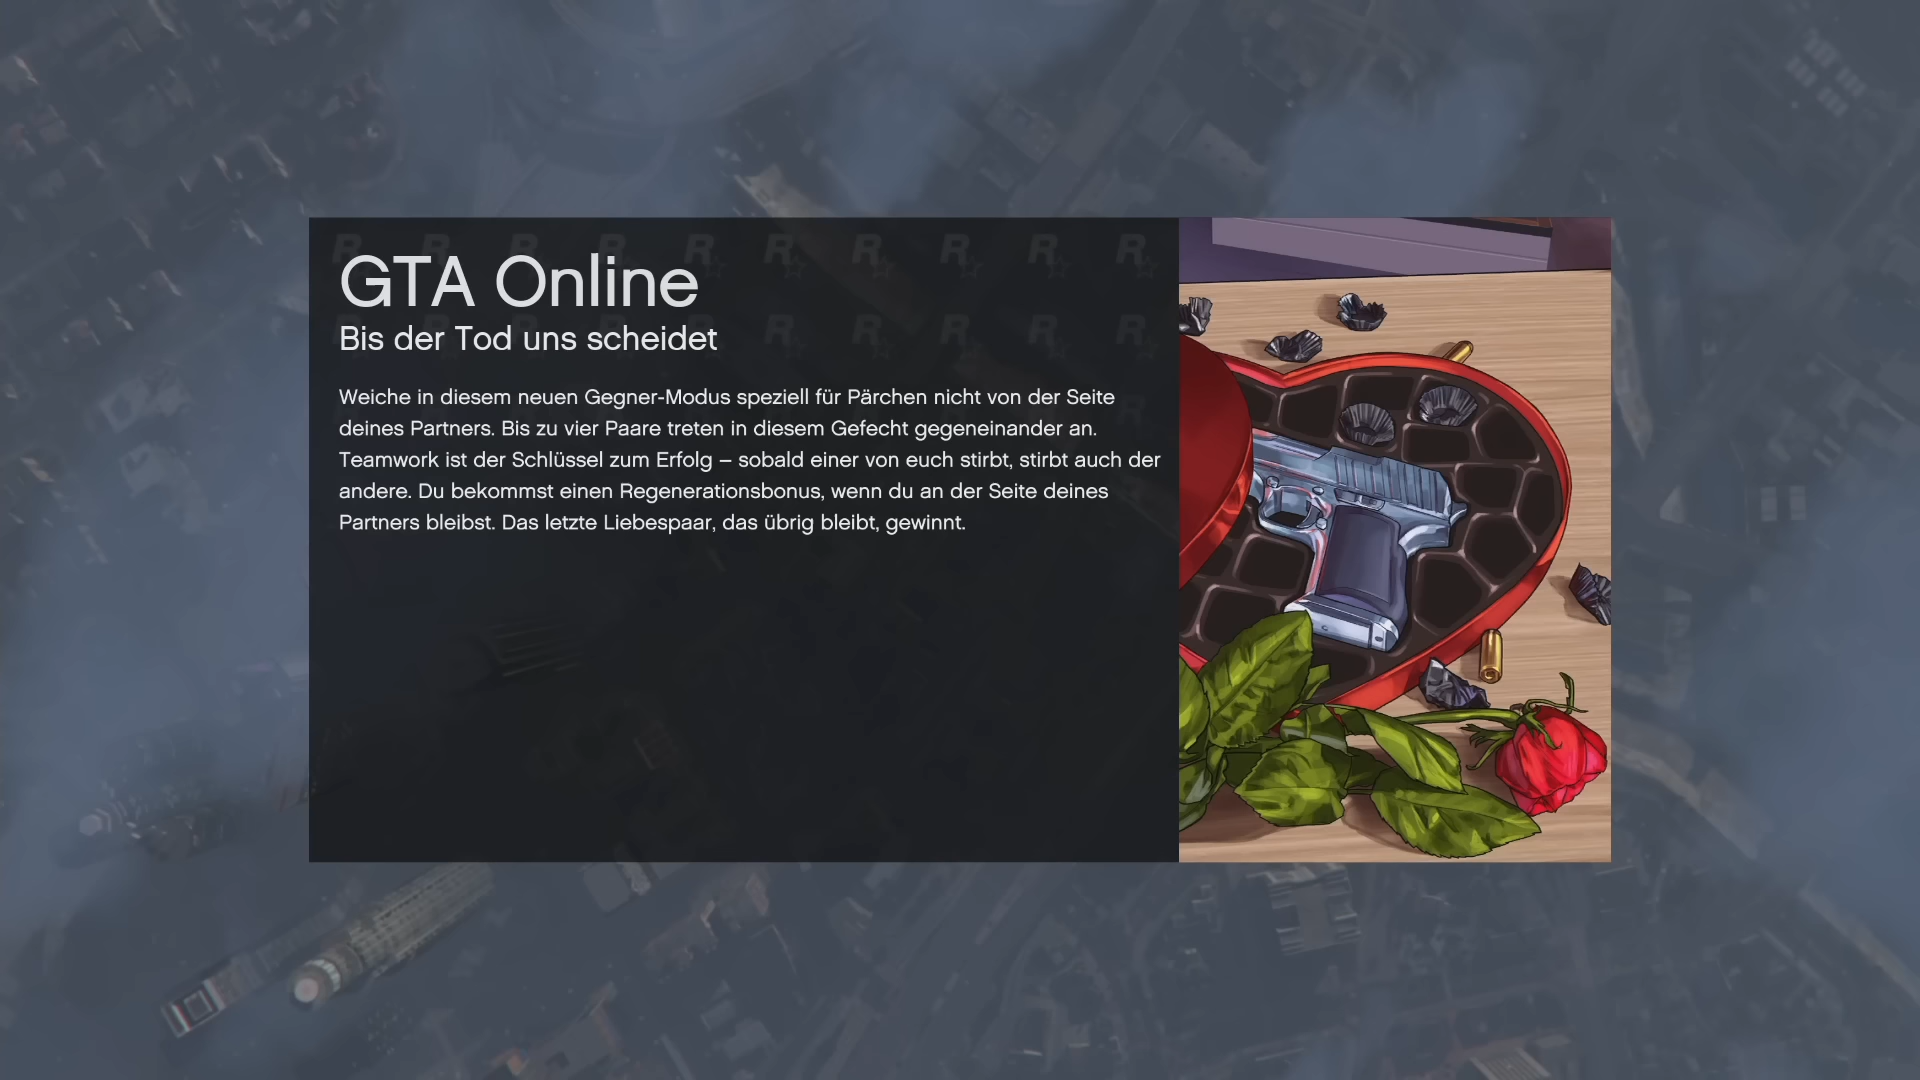 GTA Online
Bis der Tod uns scheidet
Weiche in diesem neuen Gegner-Modus speziell für Pärchen nicht von der Seite
deines Partners. Bis zu vier Paare treten in diesem Gefecht gegeneinander an.
Teamwork ist der Schlüssel zum Erfolg – sobald einer von euch stirbt, stirbt auch der
andere. Du bekommst einen Regenerationsbonus, wenn du an der Seite deines
Partners bleibst. Das letzte Liebespaar, das übrig bleibt, gewinnt.